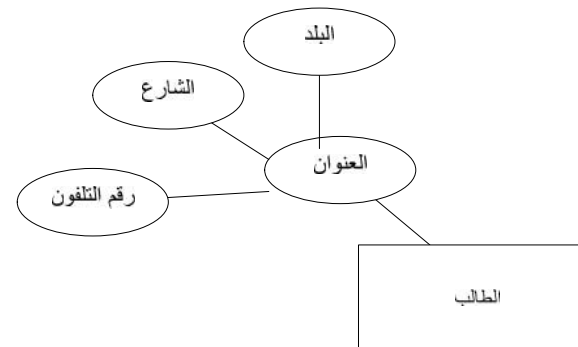 البلد
الشارع
العنوان
رقم التلفون
الطالب